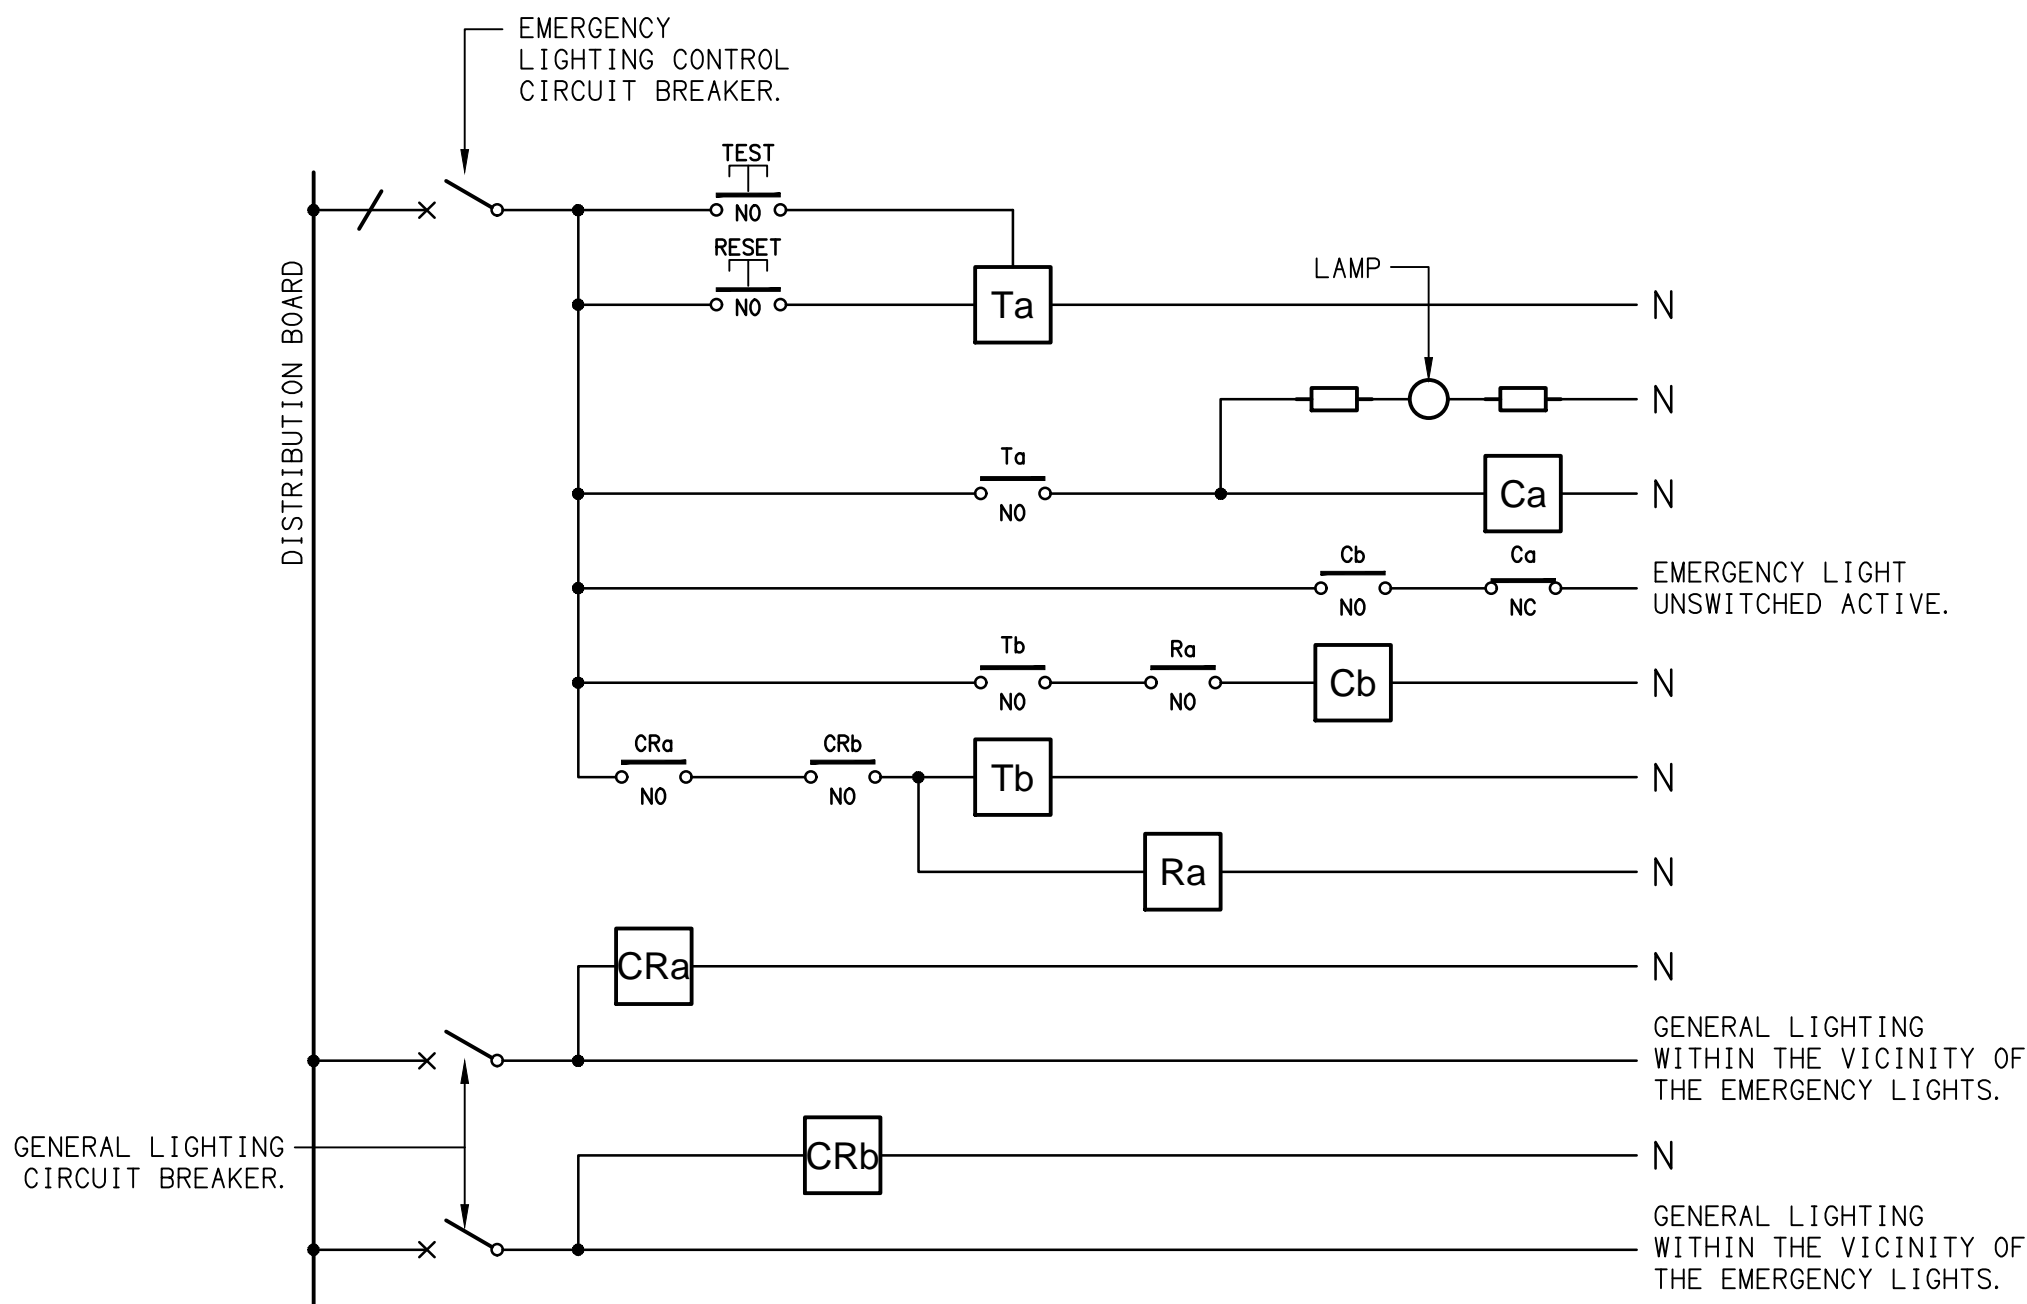 EMERGENCY
LIGHTING CONTROL
CIRCUIT BREAKER.
TEST
NO
RESET
NO
DISTRIBUTION BOARD
Ta
N
LAMP
N
Ta
NO
Ca
N
Cb
NO
Ca
NC
EMERGENCY LIGHT
UNSWITCHED ACTIVE.
Tb
NO
Ra
NO
Cb
N
CRa
NO
CRb
NO
Tb
N
Ra
N
CRa
N
GENERAL LIGHTING
WITHIN THE VICINITY OF
THE EMERGENCY LIGHTS.
GENERAL LIGHTING
CIRCUIT BREAKER.
CRb
N
GENERAL LIGHTING
WITHIN THE VICINITY OF
THE EMERGENCY LIGHTS.